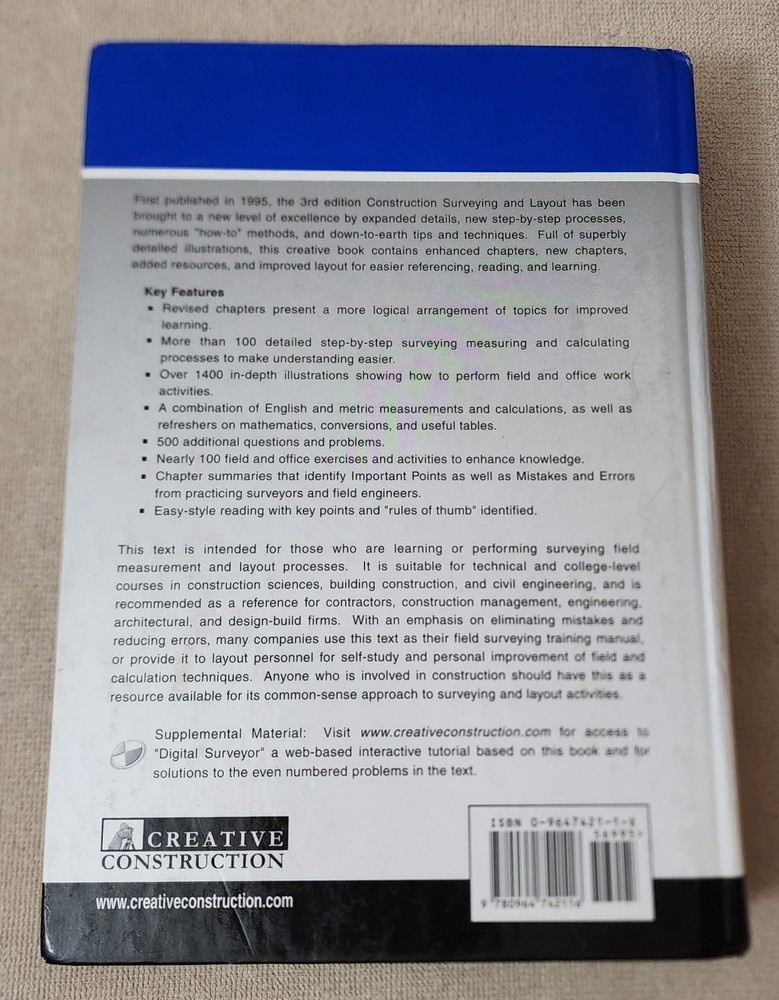 First published in 1995, the 3rd edition Construction Surveying and Layout has been
brought to a new level of excellence by expanded details, new step-by-step processes,
numerous "how-to" methods, and down-to-earth tips and techniques. Full of superbly
detailed illustrations, this creative book contains enhanced chapters, new chapters,
added resources, and improved layout for easier referencing, reading, and learning.
Key Features
▪ Revised chapters present a more logical arrangement of topics for improved
learning.
▪ More than 100 detailed step-by-step surveying measuring and calculating
processes to make understanding easier.
▪ Over 1400 in-depth illustrations showing how to perform field and office work
activities.
▪ A combination of English and metric measurements and calculations, as well as
refreshers on mathematics, conversions, and useful tables.
▪ 500 additional questions and problems.
▪ Nearly 100 field and office exercises and activities to enhance knowledge.
▪ Chapter summaries that identify Important Points as well as Mistakes and Errors
from practicing surveyors and field engineers.
▪ Easy-style reading with key points and "rules of thumb" identified.
This text is intended for those who are learning or performing surveying field
measurement and layout processes. It is suitable for technical and college-level
courses in construction sciences, building construction, and civil engineering, and is
recommended as a reference for contractors, construction management, engineering,
architectural, and design-build firms. With an emphasis on eliminating mistakes and
reducing errors, many companies use this text as their field surveying training manual,
or provide it to layout personnel for self-study and personal improvement of field and
calculation techniques. Anyone who is involved in construction should have this as a
resource available for its common-sense approach to surveying and layout activities.
Supplemental Material: Visit www.creativeconstruction.com for access to
"Digital Surveyor" a web-based interactive tutorial based on this book and for
solutions to the even numbered problems in the text.
CREATIVE
CONSTRUCTION
www.creativeconstruction.com
ISBN 0-9647421-1-8
9 780964 742116